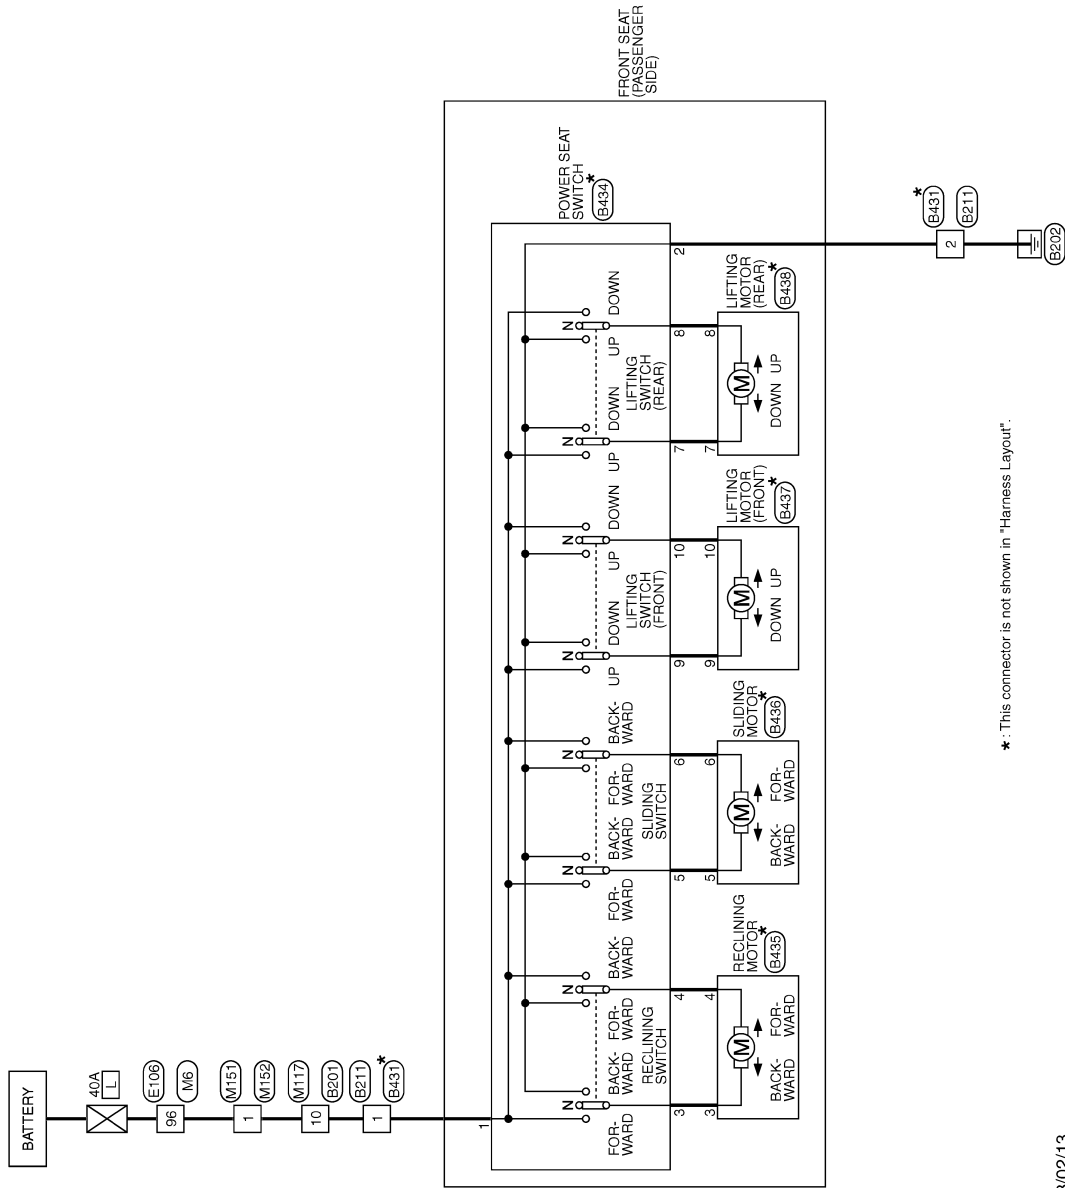 BATTERY
40A
L
96
E106
M6
1
M151
M152
10
M117
B201
1
B211
*
B431
FRONT SEAT
(PASSENGER
SIDE)
POWER SEAT
SWITCH
*
B434
1
2
FOR-
WARD
N
BACK-
WARD
FOR-
WARD
N
BACK-
WARD
RECLINING
SWITCH
FOR-
WARD
N
BACK-
WARD
FOR-
WARD
N
BACK-
WARD
SLIDING
SWITCH
UP
N
DOWN
UP
N
DOWN
LIFTING
SWITCH
(FRONT)
UP
N
DOWN
UP
N
DOWN
LIFTING
SWITCH
(REAR)
3
4
5
6
9
10
7
8
3
4
5
6
9
10
7
8
RECLINING
MOTOR
*
B435
M
BACK-
WARD
FOR-
WARD
SLIDING
MOTOR
*
B436
M
BACK-
WARD
FOR-
WARD
LIFTING
MOTOR
(FRONT)
*
B437
M
DOWN
UP
LIFTING
MOTOR
(REAR)
*
B438
M
DOWN
UP
2
*
B431
B211
B202
* : This connector is not shown in "Harness Layout".
/02/13